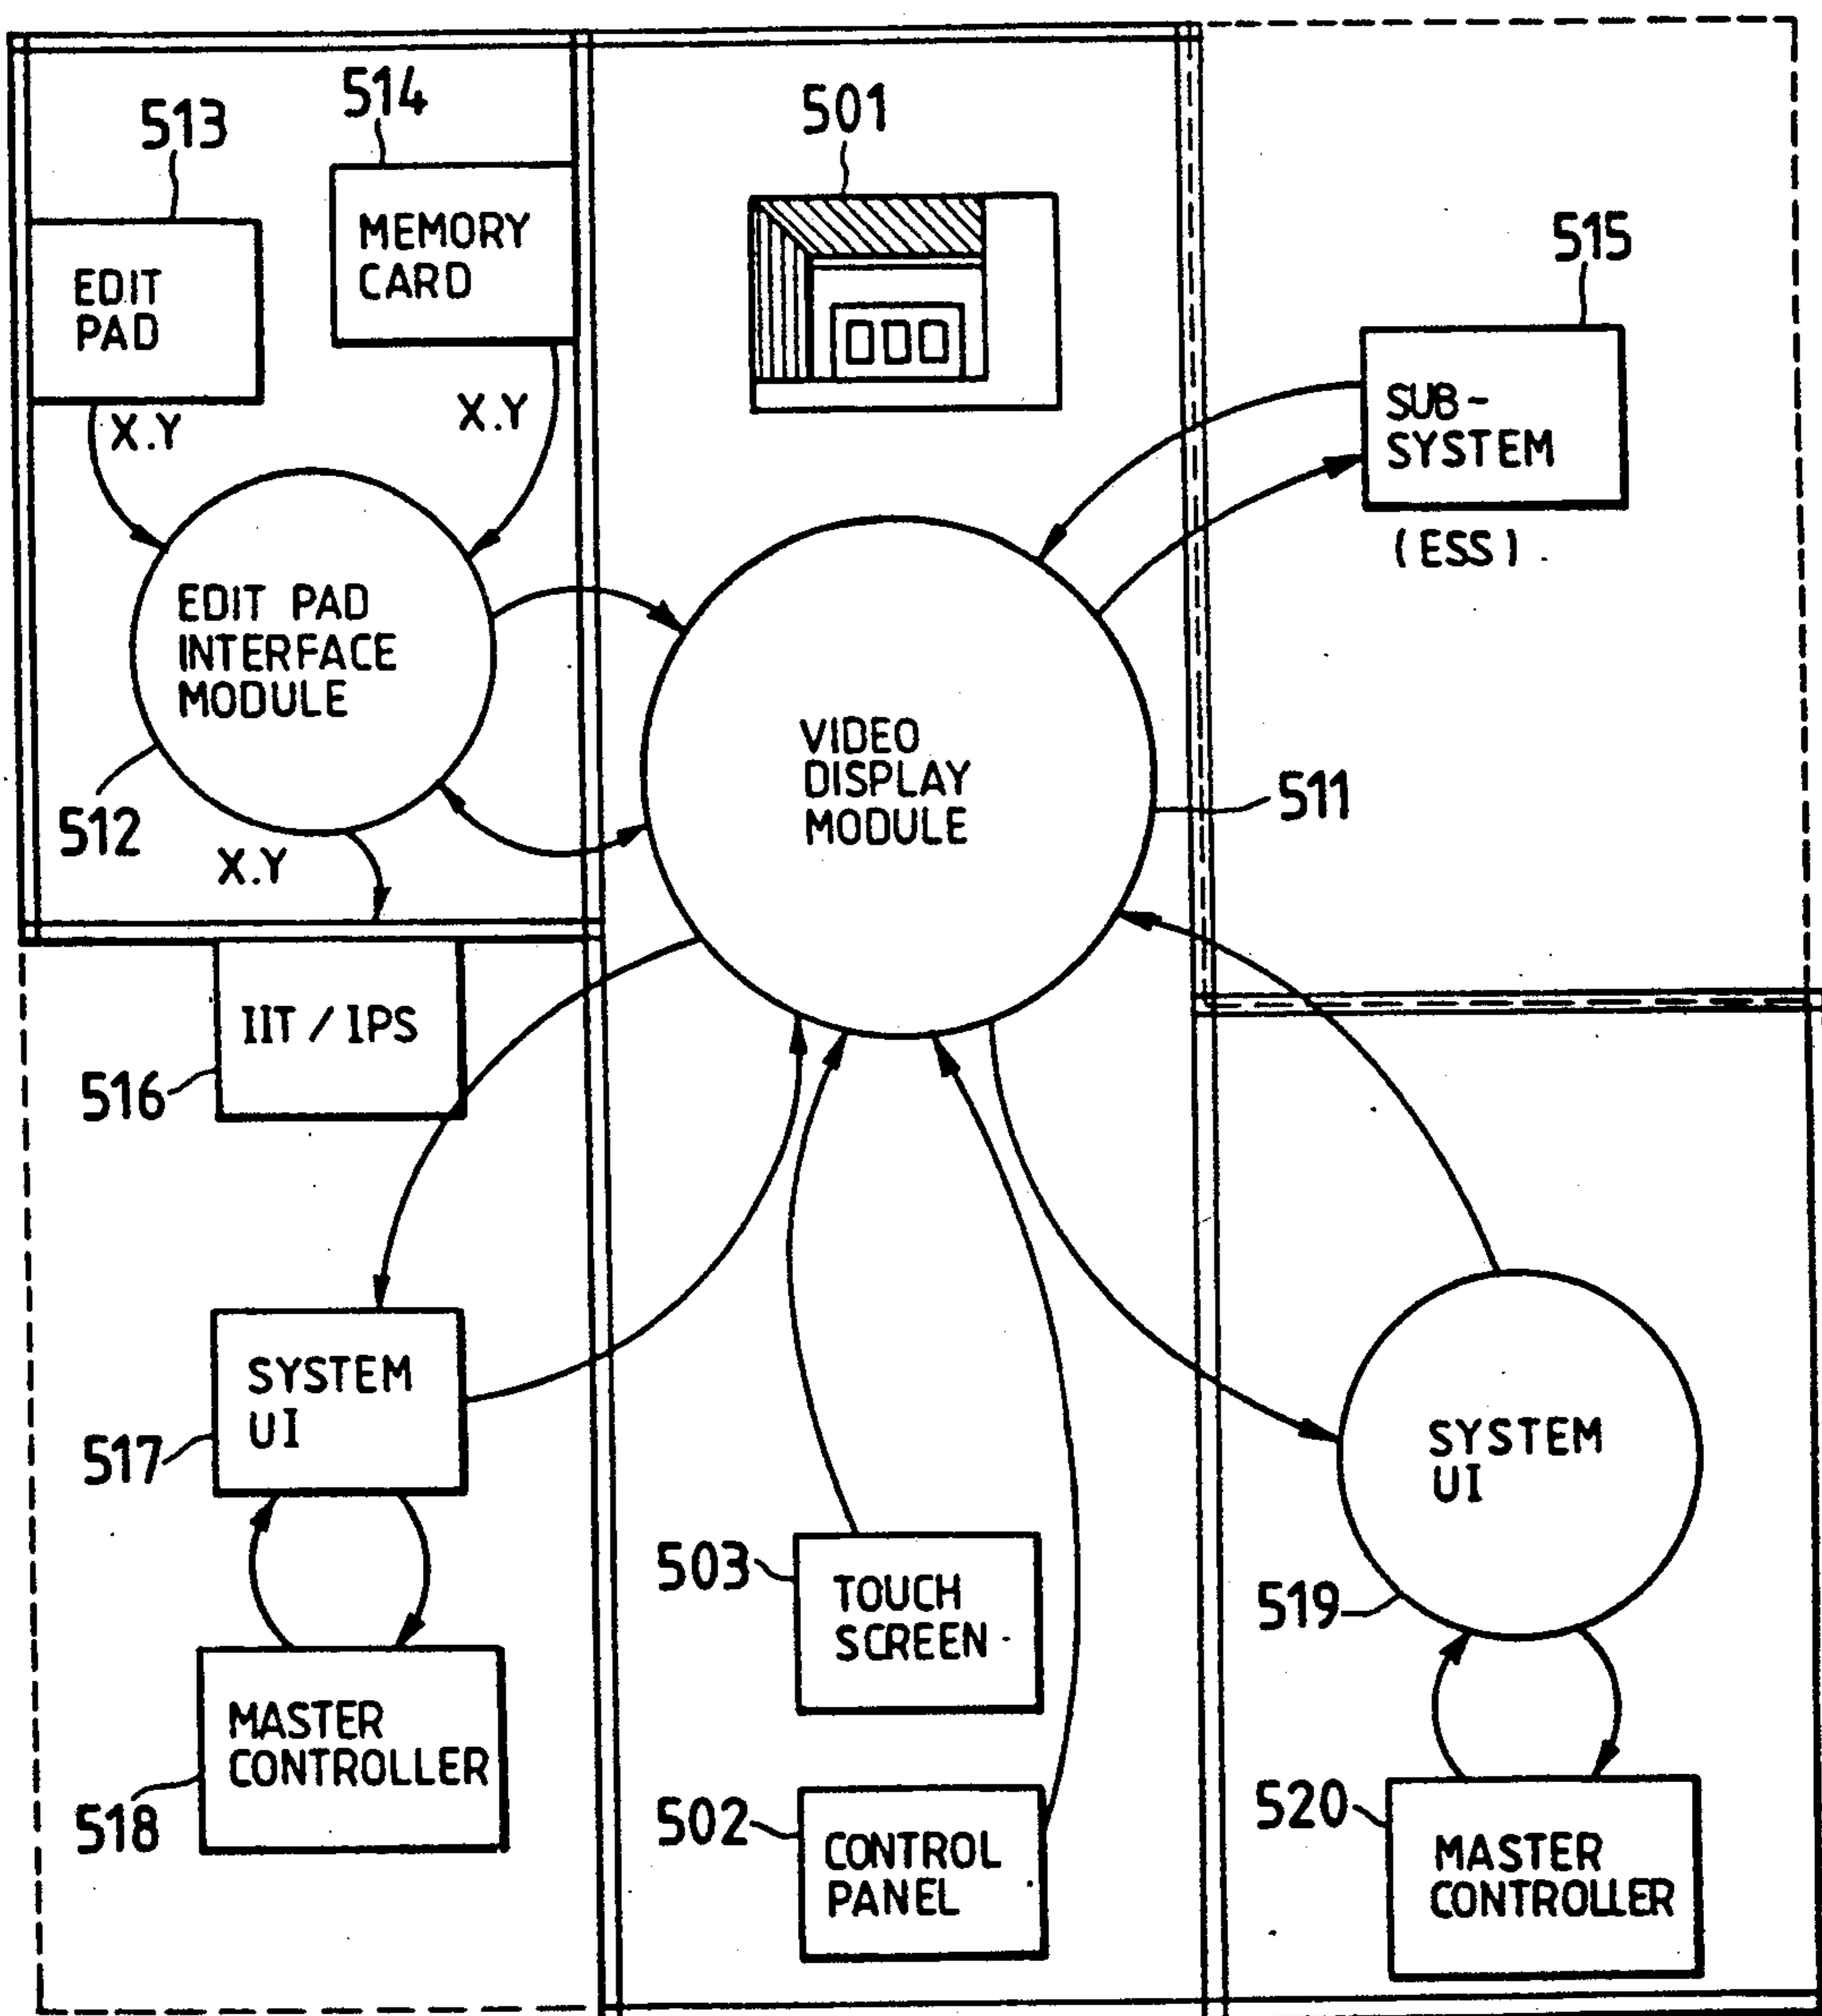 513
514
501
EDIT
PAD
MEMORY
CARD
515
X.Y
X.Y
SUB-
SYSTEM
(ESS)
EDIT PAD
INTERFACE
MODULE
512
X.Y
VIDEO
DISPLAY
MODULE
511
IIT / IPS
516
SYSTEM
UI
517
503
TOUCH
SCREEN
SYSTEM
UI
519
MASTER
CONTROLLER
518
502
CONTROL
PANEL
520
MASTER
CONTROLLER